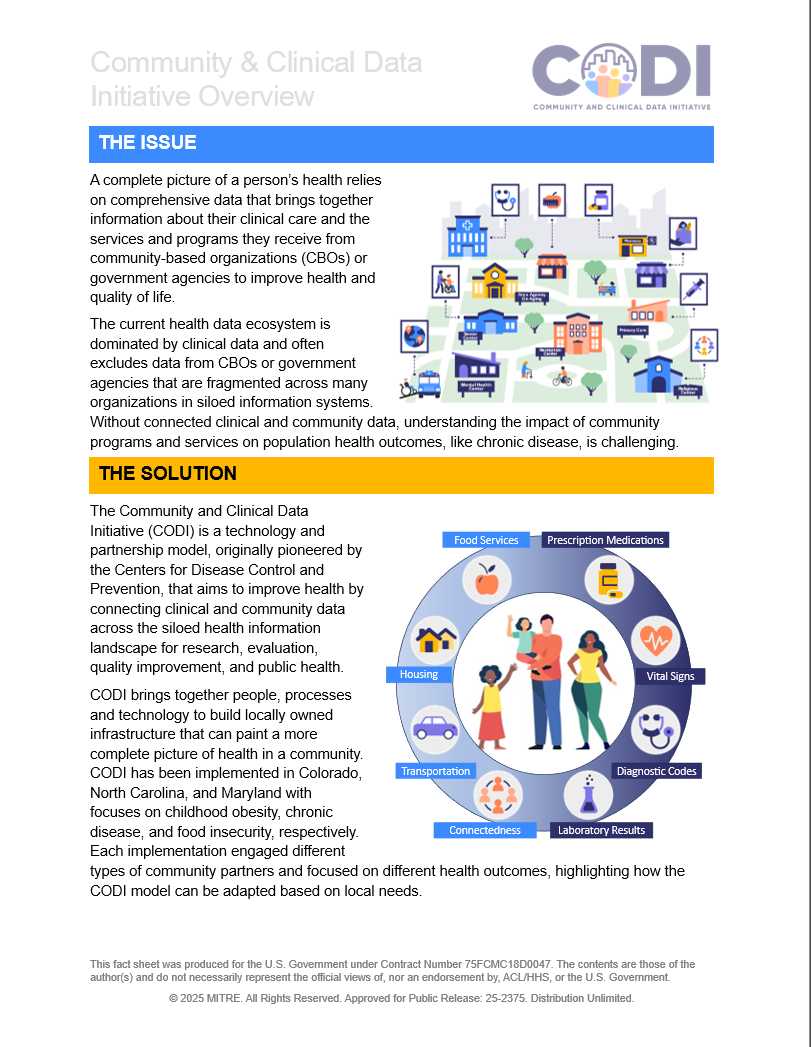 Community & Clinical Data
Initiative Overview
CODI
COMMUNITY AND CLINICAL DATA INITIATIVE
THE ISSUE
A complete picture of a person’s health relies
on comprehensive data that brings together
information about their clinical care and the
services and programs they receive from
community-based organizations (CBOs) or
government agencies to improve health and
quality of life.
The current health data ecosystem is
dominated by clinical data and often
excludes data from CBOs or government
agencies that are fragmented across many
organizations in siloed information systems.
Without connected clinical and community data, understanding the impact of community
programs and services on population health outcomes, like chronic disease, is challenging.
Pharmacy
Area Agency
On Aging
Primary Care
Center
Mental Health
Center
Religious
Center
THE SOLUTION
The Community and Clinical Data
Initiative (CODI) is a technology and
partnership model, originally pioneered by
the Centers for Disease Control and
Prevention, that aims to improve health by
connecting clinical and community data
across the siloed health information
landscape for research, evaluation,
quality improvement, and public health.
CODI brings together people, processes
and technology to build locally owned
infrastructure that can paint a more
complete picture of health in a community.
CODI has been implemented in Colorado,
North Carolina, and Maryland with
focuses on childhood obesity, chronic
disease, and food insecurity, respectively.
Each implementation engaged different
types of community partners and focused on different health outcomes, highlighting how the
CODI model can be adapted based on local needs.
Food Services
Prescription Medications
Housing
Vital Signs
Transportation
Diagnostic Codes
Connectedness
Laboratory Results
This fact sheet was produced for the U.S. Government under Contract Number 75FCMC18D0047. The contents are those of the
author(s) and do not necessarily represent the official views of, nor an endorsement by, ACL/HHS, or the U.S. Government.
© 2025 MITRE. All Rights Reserved. Approved for Public Release: 25-2375. Distribution Unlimited.